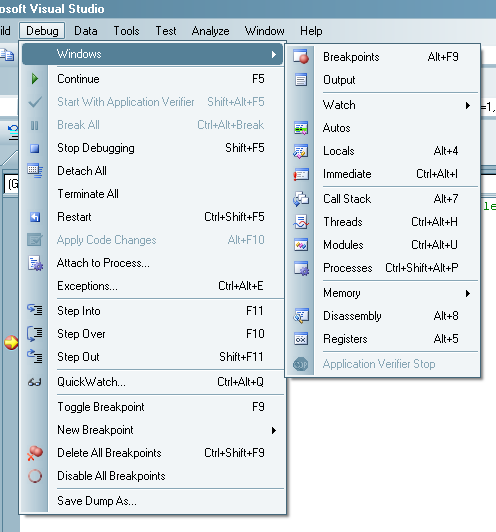 osoft Visual Studio
ild Debug Data Tools Test Analyze Window Help
Windows
Continue F5
Start With Application Verifier Shift+Alt+F5
Break All Ctrl+Alt+Break
Stop Debugging Shift+F5
Detach All
Terminate All
Restart Ctrl+Shift+F5
Apply Code Changes Alt+F10
Attach to Process...
Exceptions... Ctrl+Alt+E
Step Into F11
Step Over F10
Step Out Shift+F11
QuickWatch... Ctrl+Alt+Q
Toggle Breakpoint F9
New Breakpoint
Delete All Breakpoints Ctrl+Shift+F9
Disable All Breakpoints
Save Dump As...
Breakpoints Alt+F9
Output
Watch
Autos
Locals Alt+4
Immediate Ctrl+Alt+I
Call Stack Alt+7
Threads Ctrl+Alt+H
Modules Ctrl+Alt+U
Processes Ctrl+Shift+Alt+P
Memory
Disassembly Alt+8
Registers Alt+5
Application Verifier Stop
=1,
(G
le